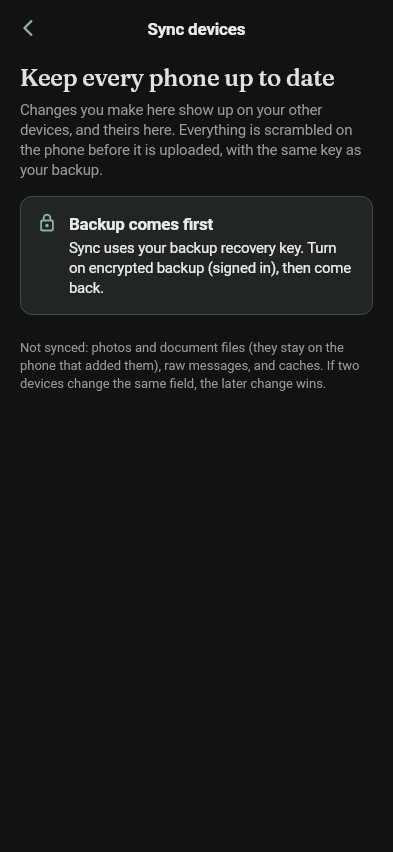 Sync devices
Keep every phone up to date
Changes you make here show up on your other
devices, and theirs here. Everything is scrambled on
the phone before it is uploaded, with the same key as
your backup.
Backup comes first
Sync uses your backup recovery key. Turn
on encrypted backup (signed in), then come
back.
Not synced: photos and document files (they stay on the
phone that added them), raw messages, and caches. If two
devices change the same field, the later change wins.